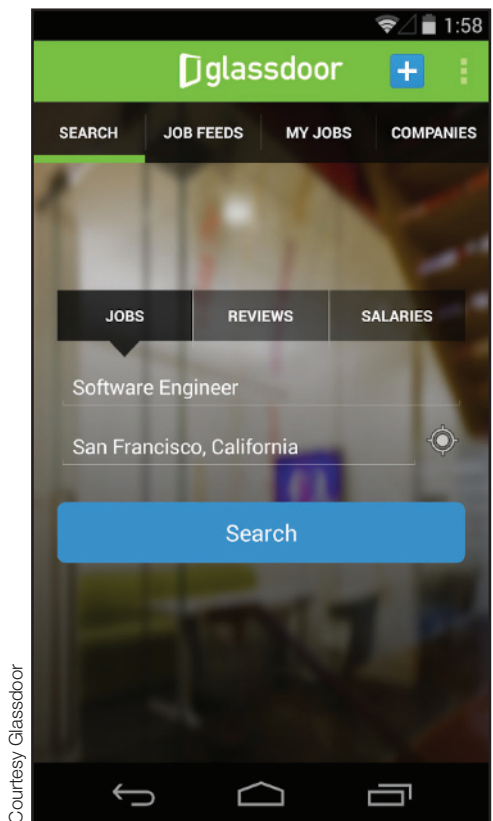 1:58
glassdoor
SEARCH JOB FEEDS MY JOBS COMPANIES
JOBS REVIEWS SALARIES
Software Engineer
San Francisco, California
Search
Courtesy Glassdoor